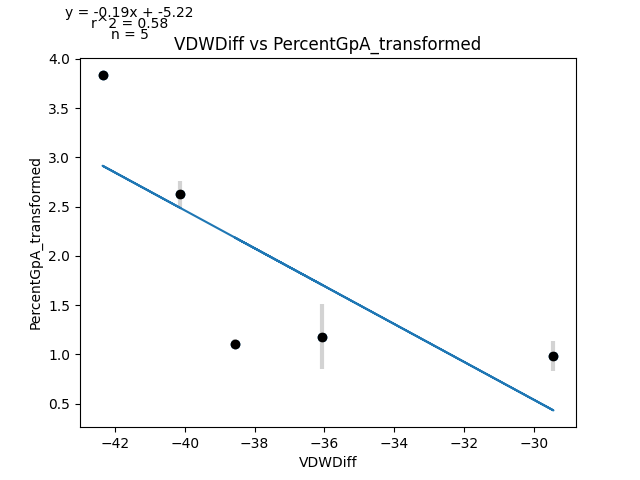 y = -0.19x + -5.22
r^2 = 0.58
n = 5
VDWDiff vs PercentGpA_transformed
4.0
3.5
3.0
2.5
2.0
1.5
1.0
0.5
PercentGpA_transformed
−42
−40
−38
−36
−34
−32
−30
VDWDiff